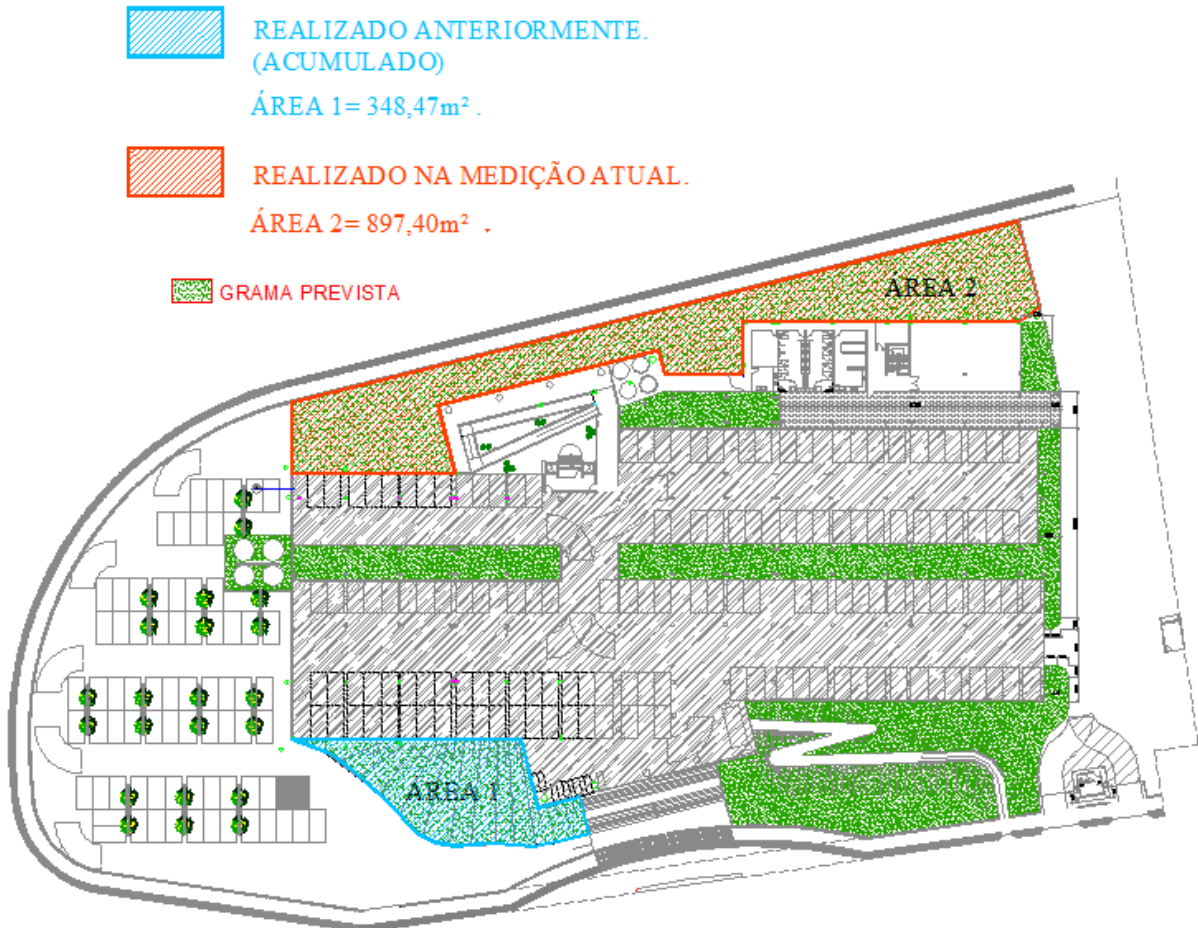 REALIZADO ANTERIORMENTE.
(ACUMULADO)
ÁREA 1= 348,47m² .
REALIZADO NA MEDIÇÃO ATUAL.
ÁREA 2= 897,40m² .
GRAMA PREVISTA
ÁREA 2
ÁREA 1